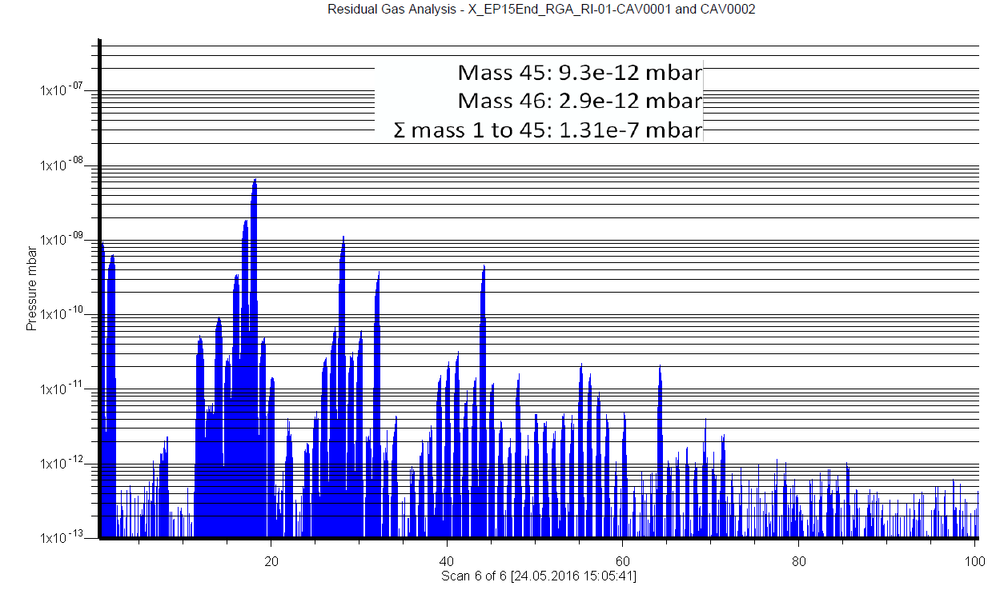 Residual Gas Analysis - X_EP15End_RGA_RI-01-CAV0001 and CAV0002
Mass 45: 9.3e-12 mbar
Mass 46: 2.9e-12 mbar
Σ mass 1 to 45: 1.31e-7 mbar
1x10-07
1x10-08
1x10-09
1x10-10
1x10-11
1x10-12
1x10-13
Pressure mbar
20 40 60 80 100
Scan 6 of 6 [24.05.2016 15:05:41]